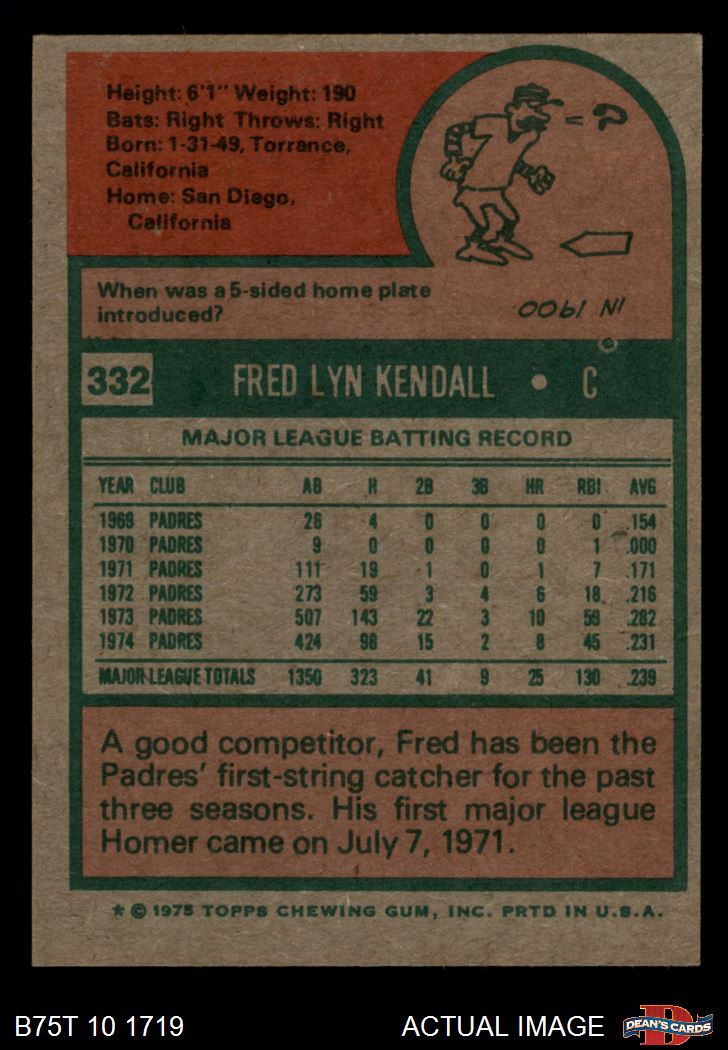 Height: 6'1" Weight: 190
Bats: Right Throws: Right
Born: 1-31-49, Torrance,
California
Home: San Diego,
California
?
When was a 5-sided home plate
introduced?
IN 1900.
332 FRED LYN KENDALL • C
MAJOR LEAGUE BATTING RECORD
YEAR CLUB AB H 2B 3B HR RBI AVG
1969 PADRES 26 4 0 0 0 0 .154
1970 PADRES 9 0 0 0 0 1 .000
1971 PADRES 111 19 1 0 1 7 .171
1972 PADRES 273 59 3 4 6 18 .216
1973 PADRES 507 143 22 3 10 59 .282
1974 PADRES 424 98 15 2 8 45 .231
MAJOR LEAGUE TOTALS 1350 323 41 9 25 130 .239
A good competitor, Fred has been the
Padres' first-string catcher for the past
three seasons. His first major league
Homer came on July 7, 1971.
* © 1975 TOPPS CHEWING GUM, INC. PRTD IN U.S.A.
B75T 10 1719 ACTUAL IMAGE DEAN'S CARDS